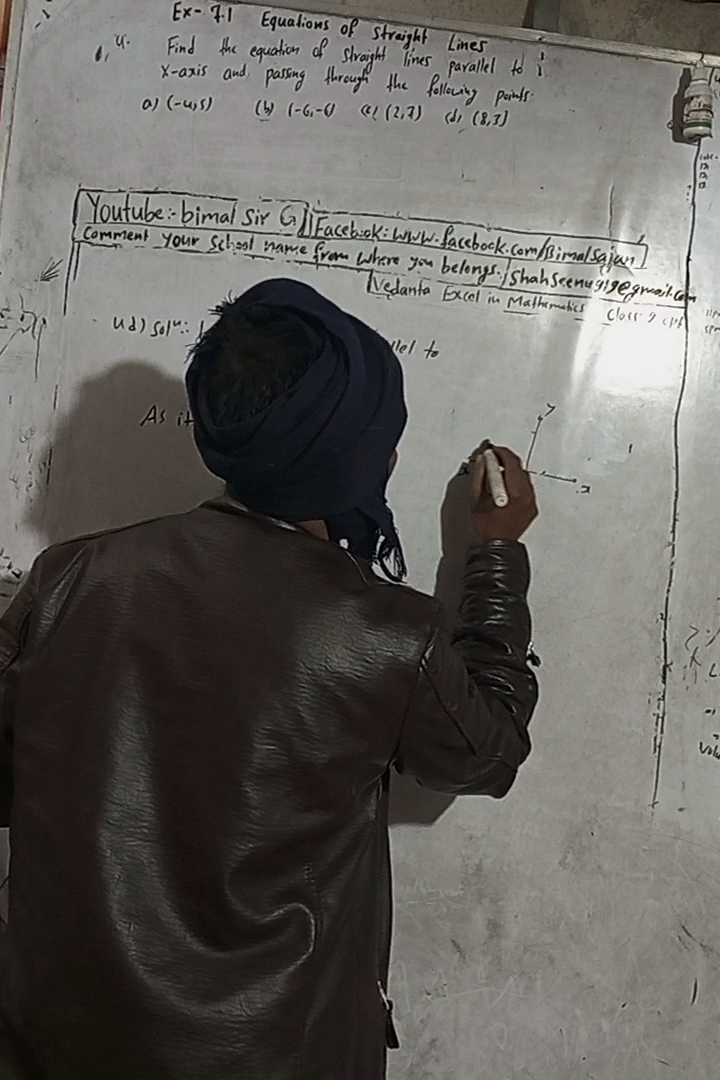 Ex- 7.1 Equations of Straight Lines
4. Find the equation of straight lines parallel to
X-axis and passing through the following points.
a) (-4,5) (b) (-6,-6) (c) (2,7) (d) (8,3)
Youtube:- bimal Sir G
Facebook: www.facebook.com/Bimalsajan
Comment your school name from where you belongs.
Shahseenu919@gmail.com
Vedanta Excel in Mathematics Class-9
4d) solⁿ:
to
As it
y
x